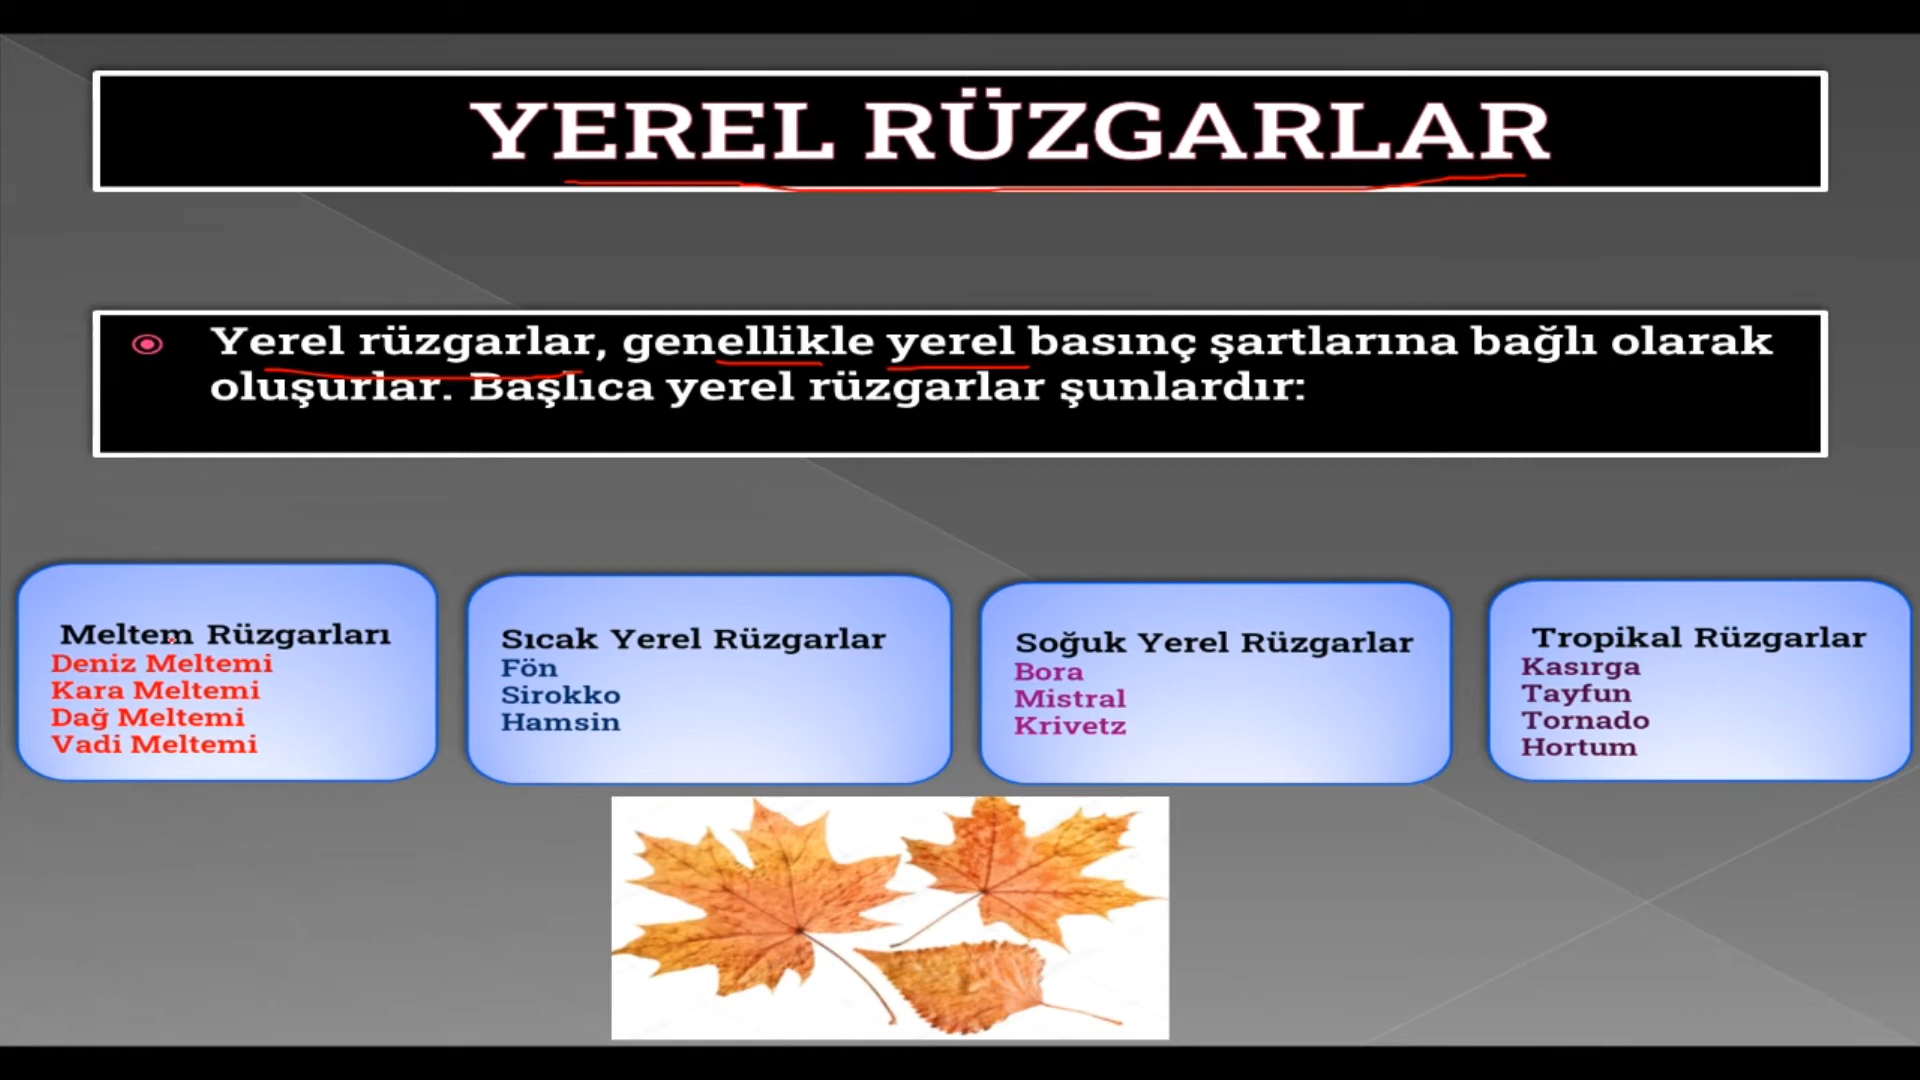 YEREL RÜZGARLAR
Yerel rüzgarlar, genellikle yerel basınç şartlarına bağlı olarak
oluşurlar. Başlıca yerel rüzgarlar şunlardır:
Meltem Rüzgarları
Deniz Meltemi
Kara Meltemi
Dağ Meltemi
Vadi Meltemi
Sıcak Yerel Rüzgarlar
Fön
Sirokko
Hamsin
Soğuk Yerel Rüzgarlar
Bora
Mistral
Krivetz
Tropikal Rüzgarlar
Kasırga
Tayfun
Tornado
Hortum